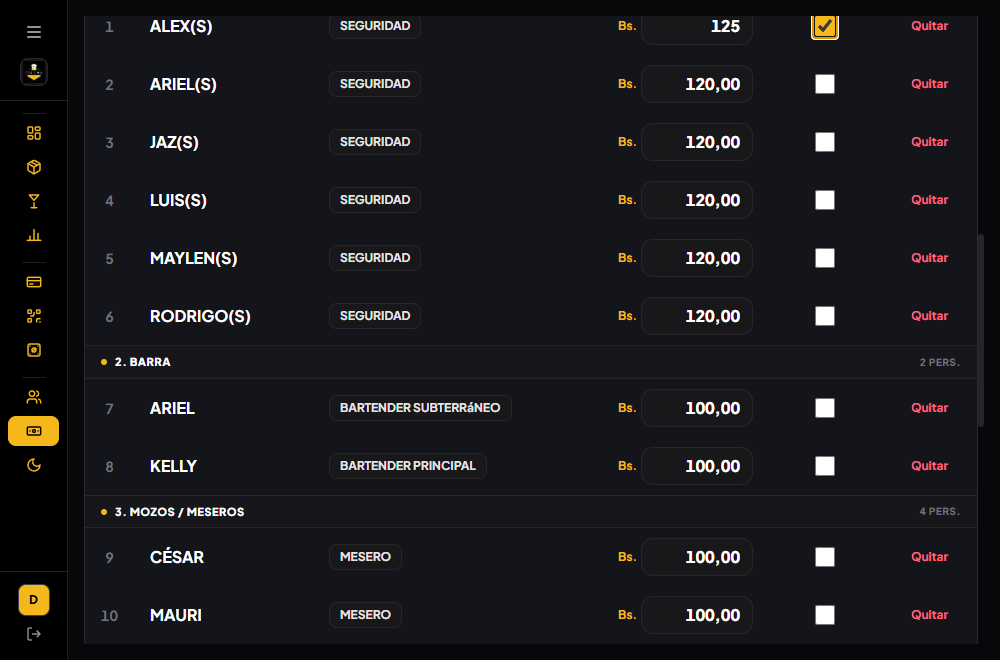 1 ALEX(S) SEGURIDAD Bs. 125 Quitar
2 ARIEL(S) SEGURIDAD Bs. 120,00 Quitar
3 JAZ(S) SEGURIDAD Bs. 120,00 Quitar
4 LUIS(S) SEGURIDAD Bs. 120,00 Quitar
5 MAYLEN(S) SEGURIDAD Bs. 120,00 Quitar
6 RODRIGO(S) SEGURIDAD Bs. 120,00 Quitar
2. BARRA 2 PERS.
7 ARIEL BARTENDER SUBTERRáNEO Bs. 100,00 Quitar
8 KELLY BARTENDER PRINCIPAL Bs. 100,00 Quitar
3. MOZOS / MESEROS 4 PERS.
9 CÉSAR MESERO Bs. 100,00 Quitar
10 MAURI MESERO Bs. 100,00 Quitar
D